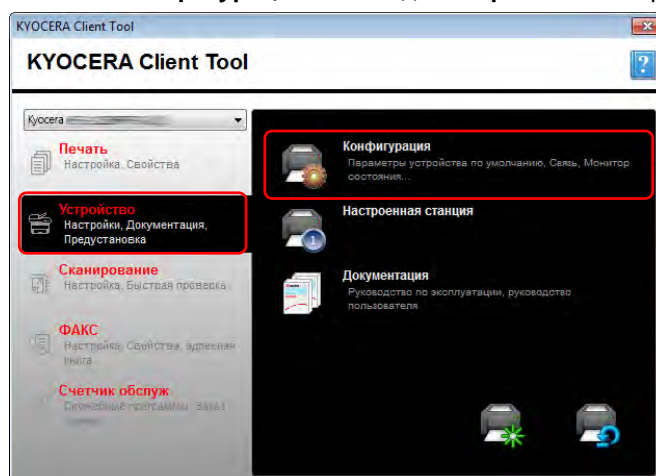 KYOCERA Client Tool
KYOCERA Client Tool
?
Kyocera
Печать
Настройка, Свойства
Устройство
Настройки, Документация,
Предустановка
Сканирование
Настройка, Быстрая проверка
ФАКС
Настройка, Свойства, адресная
книга
Счетчик обслуж
Конфигурация
Параметры устройства по умолчанию, Связь, Монитор
состояния...
Настроенная станция
1
Документация
Руководство по эксплуатации, руководство
пользователя